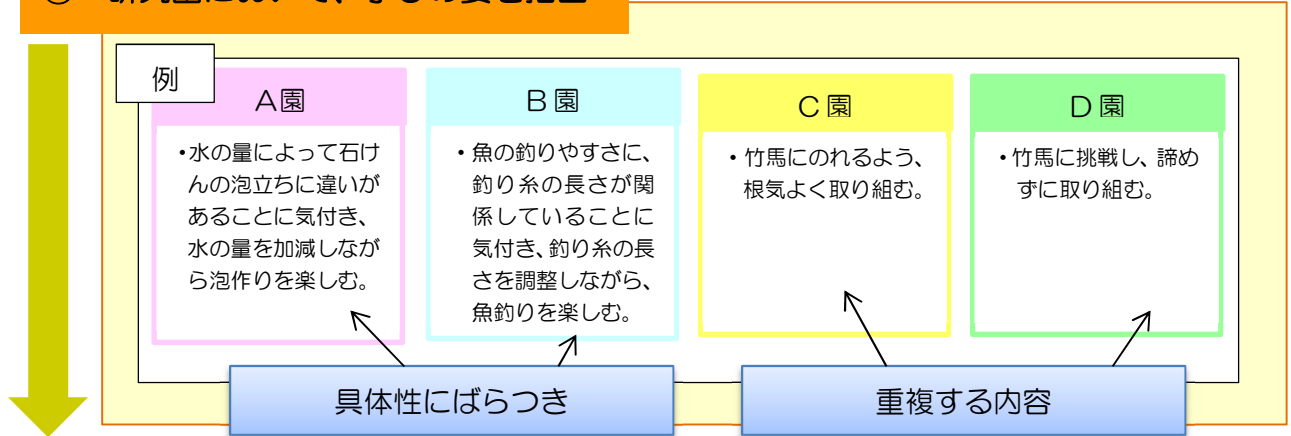 例
A園
・水の量によって石け
んの泡立ちに違いが
あることに気付き、
水の量を加減しなが
ら泡作りを楽しむ。
B園
・魚の釣りやすさに、
釣り糸の長さが関
係していることに
気付き、釣り糸の長
さを調整しながら、
魚釣りを楽しむ。
C園
・竹馬にのれるよう、
根気よく取り組む。
D園
・竹馬に挑戦し、諦め
ずに取り組む。
具体性にばらつき
重複する内容